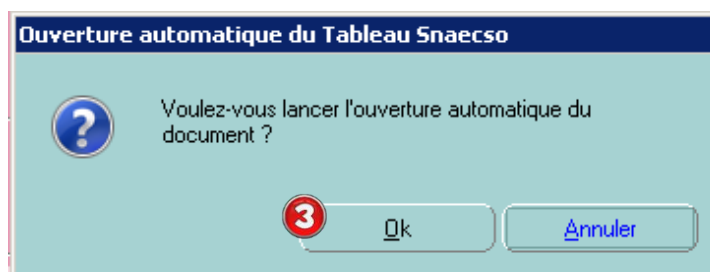 Ouverture automatique du Tableau Snaecso
Voulez-vous lancer l'ouverture automatique du
document ?
3 Ok Annuler